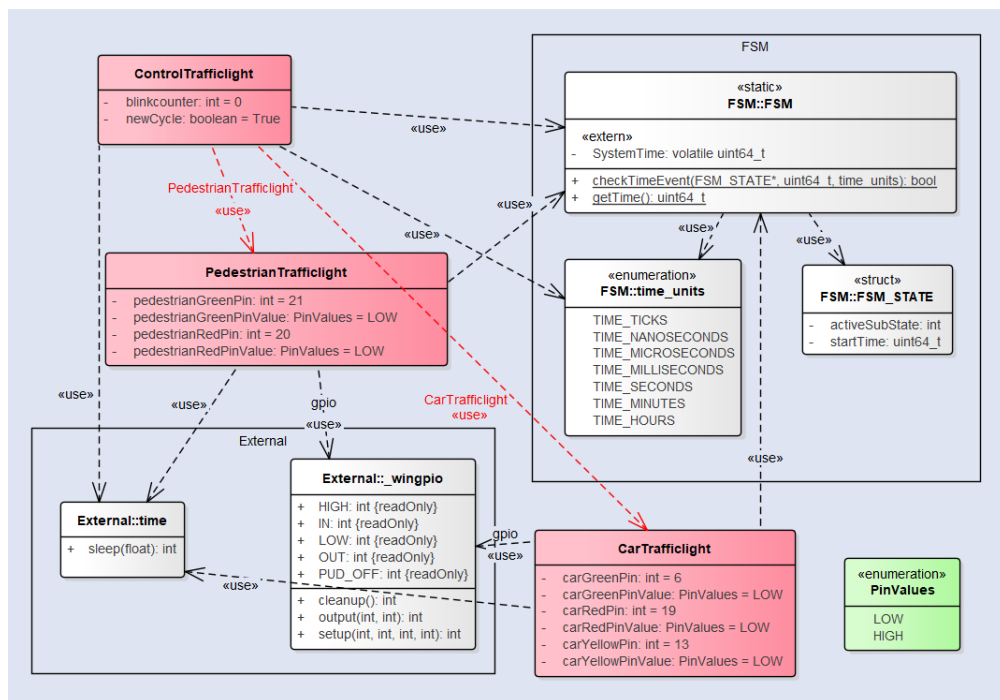 FSM
ControlTrafficlight
- blinkcounter: int = 0
- newCycle: boolean = True
«use»
«static»
FSM::FSM
«extern»
- SystemTime: volatile uint64_t
+ checkTimeEvent(FSM_STATE*, uint64_t, time_units): bool
+ getTime(): uint64_t
PedestrianTrafficlight
«use»
«use»
«use»
«use»
«use»
PedestrianTrafficlight
- pedestrianGreenPin: int = 21
- pedestrianGreenPinValue: PinValues = LOW
- pedestrianRedPin: int = 20
- pedestrianRedPinValue: PinValues = LOW
«enumeration»
FSM::time_units
TIME_TICKS
TIME_NANOSECONDS
TIME_MICROSECONDS
TIME_MILLISECONDS
TIME_SECONDS
TIME_MINUTES
TIME_HOURS
«struct»
FSM::FSM_STATE
- activeSubState: int
- startTime: uint64_t
«use»
«use»
gpio
«use»
CarTrafficlight
«use»
«use»
External
External::time
+ sleep(float): int
External::_wingpio
+ HIGH: int {readOnly}
+ IN: int {readOnly}
+ LOW: int {readOnly}
+ OUT: int {readOnly}
+ PUD_OFF: int {readOnly}
+ cleanup(): int
+ output(int, int): int
+ setup(int, int, int, int): int
gpio
«use»
«use»
CarTrafficlight
- carGreenPin: int = 6
- carGreenPinValue: PinValues = LOW
- carRedPin: int = 19
- carRedPinValue: PinValues = LOW
- carYellowPin: int = 13
- carYellowPinValue: PinValues = LOW
«enumeration»
PinValues
LOW
HIGH